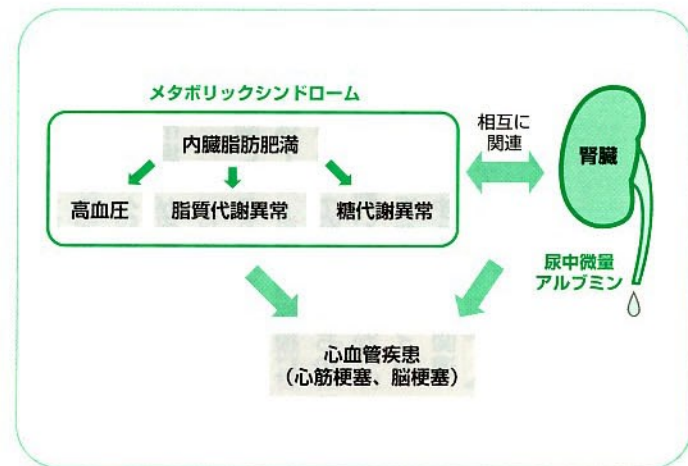 メタボリックシンドローム
内臓脂肪肥満
高血圧
脂質代謝異常
糖代謝異常
相互に
関連
腎臓
尿中微量
アルブミン
心血管疾患
(心筋梗塞、脳梗塞)